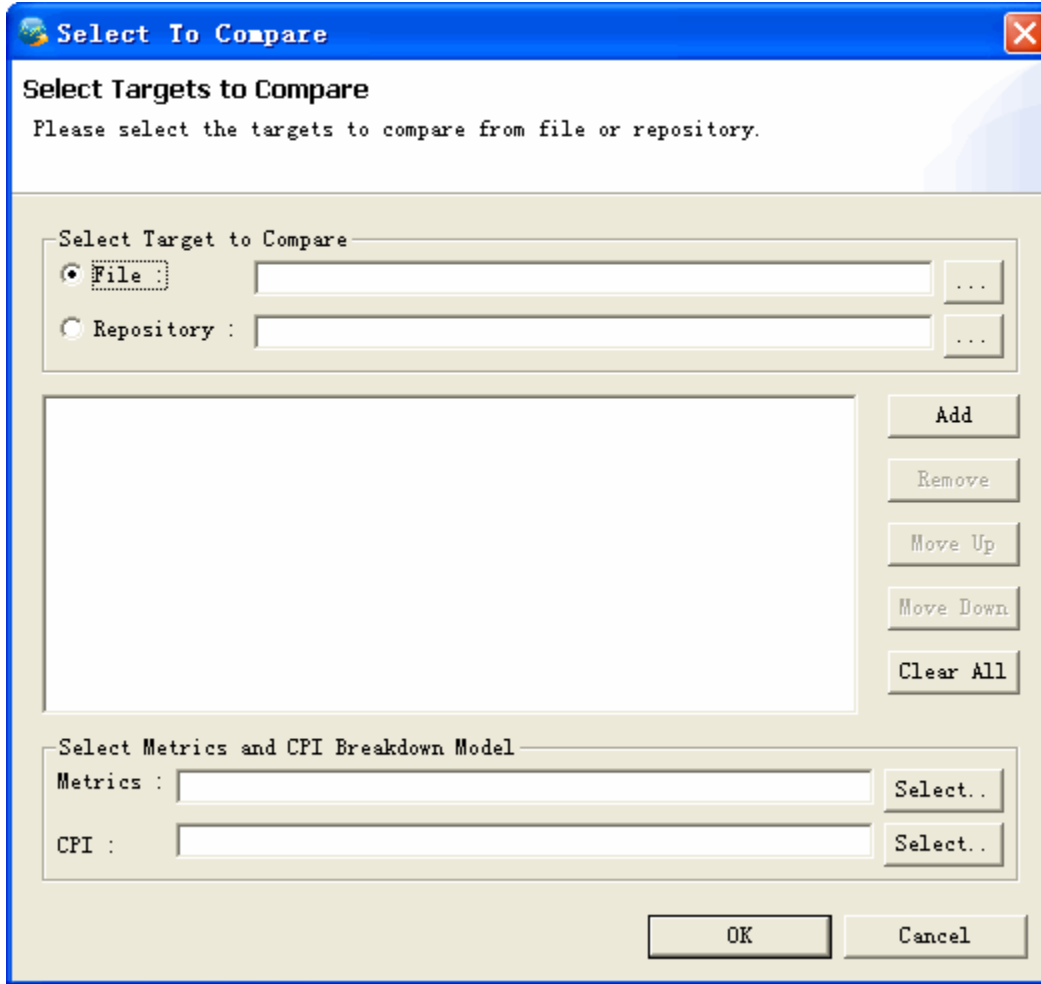 Select To Compare
Select Targets to Compare
Please select the targets to compare from file or repository.
Select Target to Compare
File :
...
Repository :
...
Add
Remove
Move Up
Move Down
Clear All
Select Metrics and CPI Breakdown Model
Metrics :
Select..
CPI :
Select..
OK
Cancel